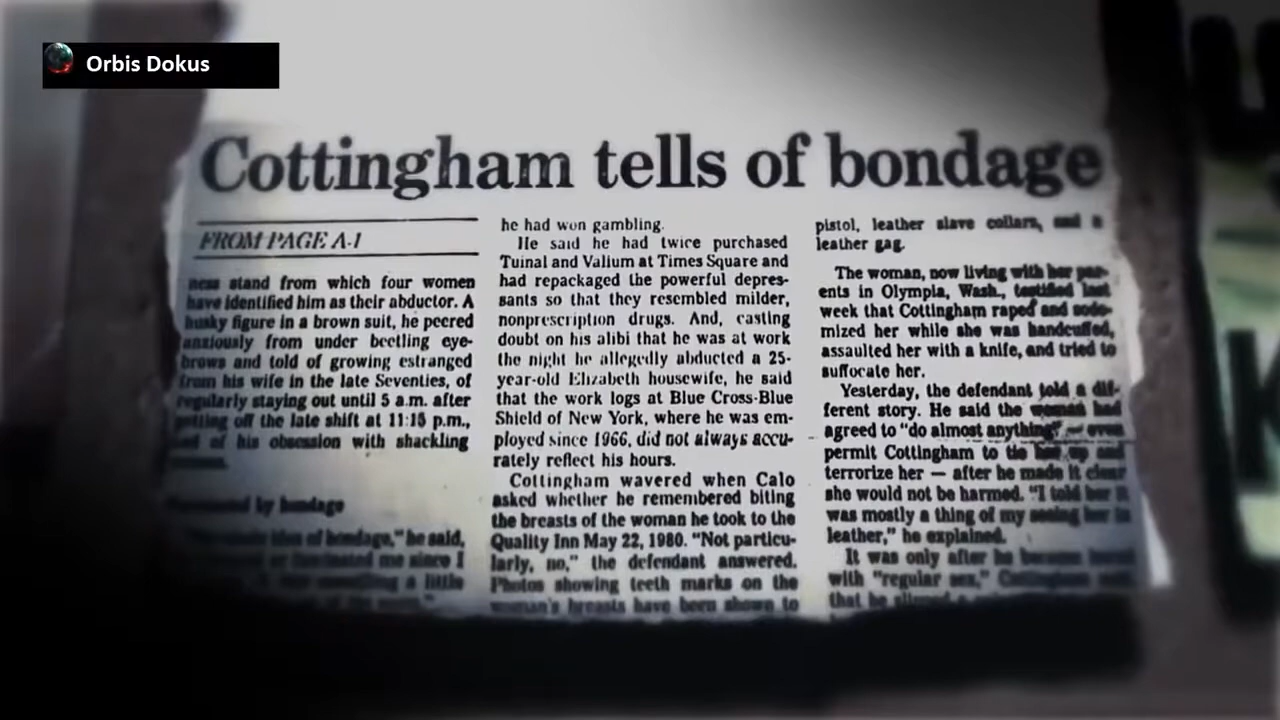 Orbis Dokus
Cottingham tells of bondage
FROM PAGE A-1
ness stand from which four women
have identified him as their abductor. A
husky figure in a brown suit, he peered
anxiously from under beetling eye-
brows and told of growing estranged
from his wife in the late Seventies, of
regularly staying out until 5 a.m. after
getting off the late shift at 11:15 p.m.,
and of his obsession with shackling
by bondage
of bondage," he said,
fascinated me since I
a little
he had won gambling.
He said he had twice purchased
Tuinal and Valium at Times Square and
had repackaged the powerful depres-
sants so that they resembled milder,
nonprescription drugs. And, casting
doubt on his alibi that he was at work
the night he allegedly abducted a 25-
year-old Elizabeth housewife, he said
that the work logs at Blue Cross-Blue
Shield of New York, where he was em-
ployed since 1966, did not always accu-
rately reflect his hours.
Cottingham wavered when Calo
asked whether he remembered biting
the breasts of the woman he took to the
Quality Inn May 22, 1980. "Not particu-
larly, no," the defendant answered.
Photos showing teeth marks on the
woman's breasts have been shown to
pistol, leather slave collars, and a
leather gag.
The woman, now living with her par-
ents in Olympia, Wash., testified last
week that Cottingham raped and sodo-
mized her while she was handcuffed,
assaulted her with a knife, and tried to
suffocate her.
Yesterday, the defendant told a dif-
ferent story. He said the woman had
agreed to "do almost anything" — even
permit Cottingham to tie her up and
terrorize her — after he made it clear
she would not be harmed. "I told her it
was mostly a thing of my seeing her in
leather," he explained.
It was only after he became bored
with "regular sex," Cottingham said
that he